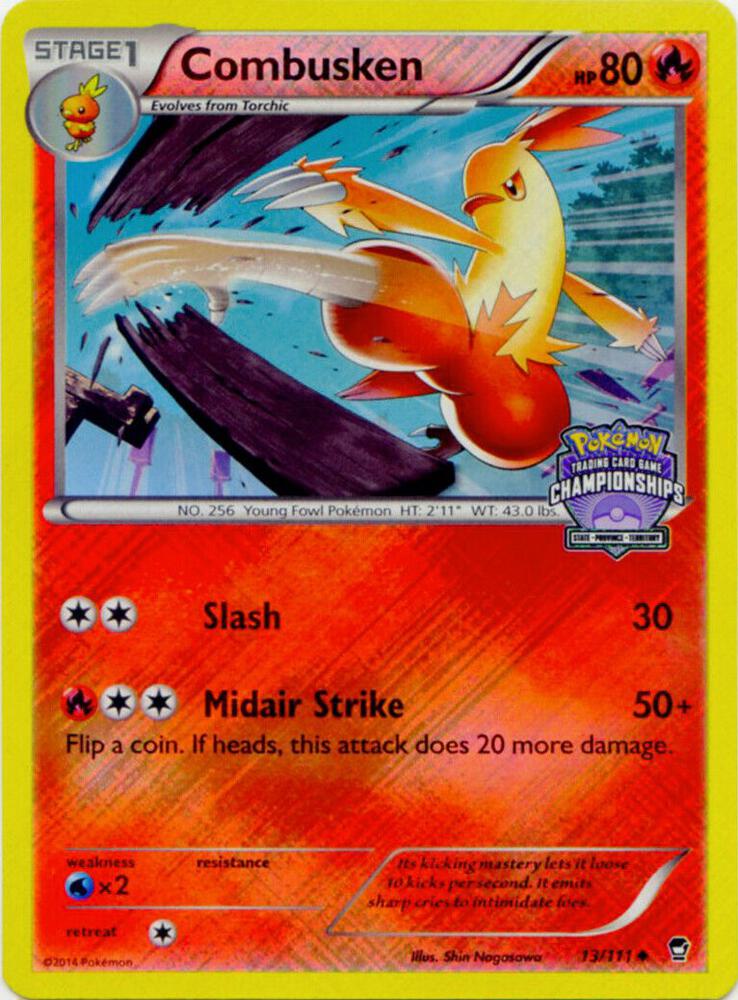 STAGE1
Combusken
HP80
Evolves from Torchic
Pokémon
TRADING CARD GAME
CHAMPIONSHIPS
STATE • PROVINCE • TERRITORY
NO. 256 Young Fowl Pokémon HT: 2'11" WT: 43.0 lbs.
Slash 30
Midair Strike 50+
Flip a coin. If heads, this attack does 20 more damage.
weakness resistance
×2
retreat
Its kicking mastery lets it loose
10 kicks per second. It emits
sharp cries to intimidate foes.
©2014 Pokémon
Illus. Shin Nagasawa
13/111